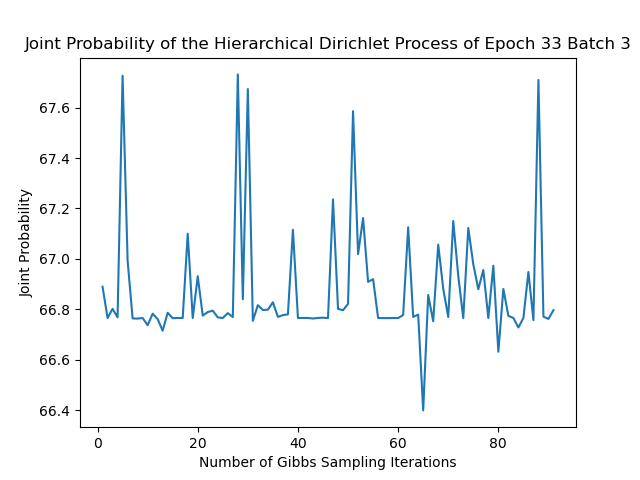 Joint Probability of the Hierarchical Dirichlet Process of Epoch 33 Batch 3
67.6
67.4
67.2
67.0
66.8
66.6
66.4
Joint Probability
0 20 40 60 80
Number of Gibbs Sampling Iterations